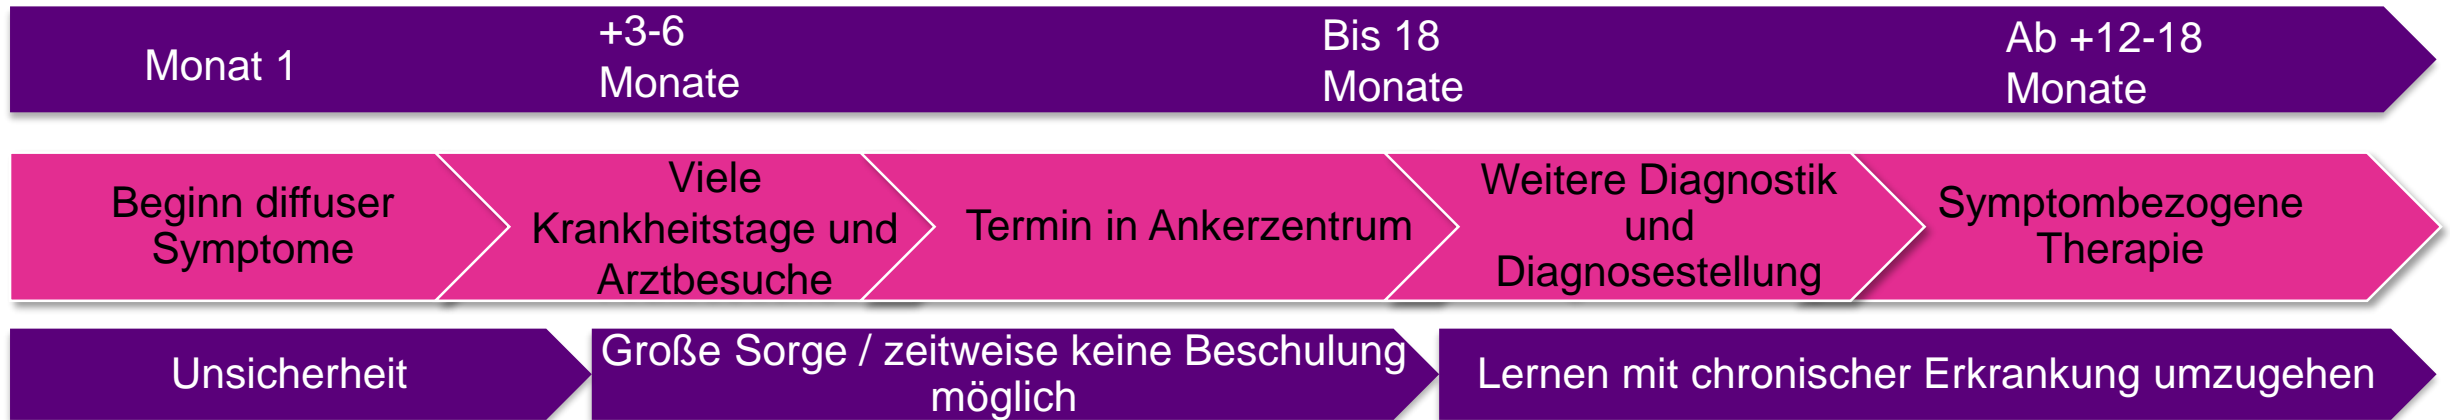 Monat 1
+3-6
Monate
Bis 18
Monate
Ab +12-18
Monate
Beginn diffuser
Symptome
Viele
Krankheitstage und
Arztbesuche
Termin in Ankerzentrum
Weitere Diagnostik
und
Diagnosestellung
Symptombezogene
Therapie
Unsicherheit
Große Sorge / zeitweise keine Beschulung
möglich
Lernen mit chronischer Erkrankung umzugehen